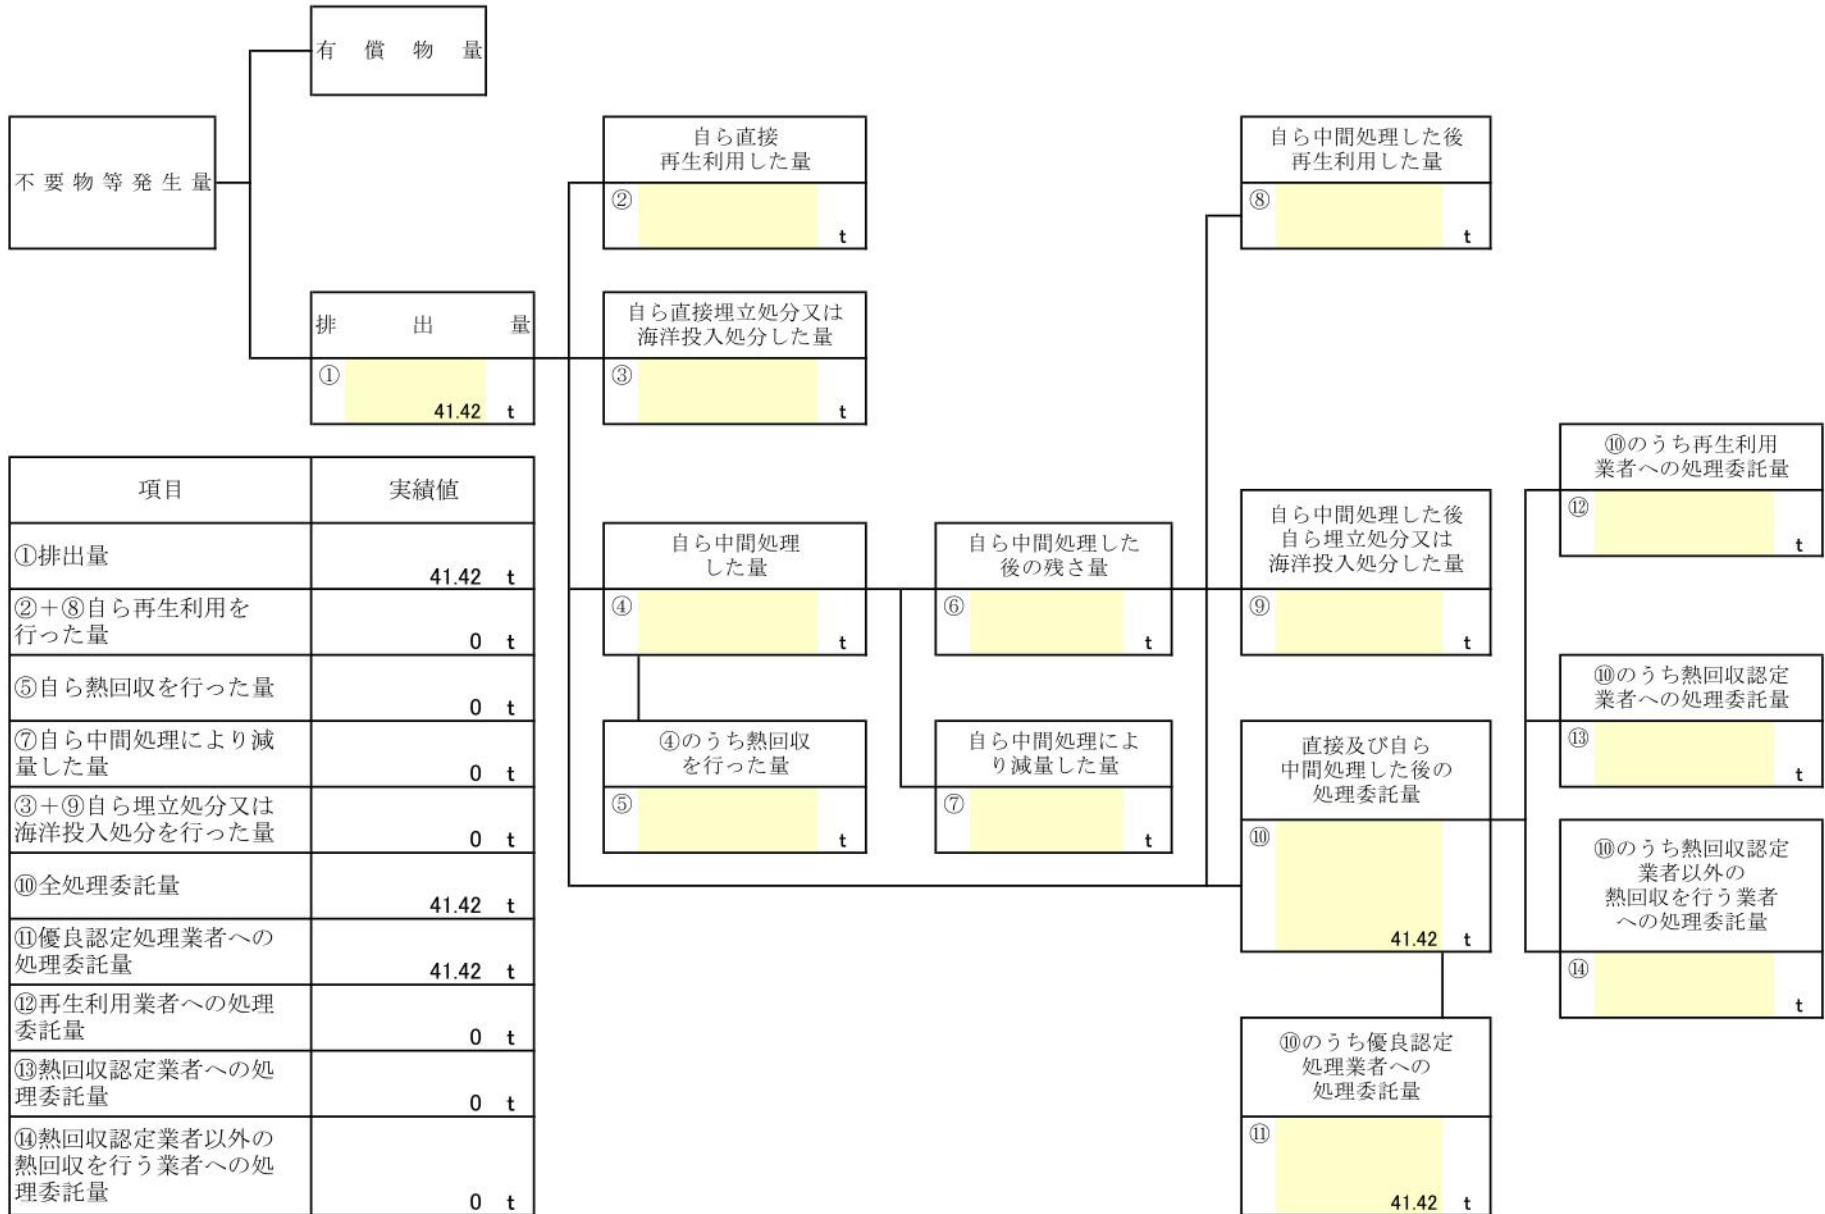 有償物量
不要物等発生量
自ら直接
再生利用した量
②
t
自ら中間処理した後
再生利用した量
⑧
t
排出量
①
41.42 t
自ら直接埋立処分又は
海洋投入処分した量
③
t
項目 実績値
①排出量
41.42 t
②+⑧自ら再生利用を
行った量
0 t
⑤自ら熱回収を行った量
0 t
⑦自ら中間処理により減
量した量
0 t
③+⑨自ら埋立処分又は
海洋投入処分を行った量
0 t
⑩全処理委託量
41.42 t
⑪優良認定処理業者への
処理委託量
41.42 t
⑫再生利用業者への処理
委託量
0 t
⑬熱回収認定業者への処
理委託量
0 t
⑭熱回収認定業者以外の
熱回収を行う業者への処
理委託量
0 t
自ら中間処理
した量
④
t
④のうち熱回収
を行った量
⑤
t
自ら中間処理した
後の残さ量
⑥
t
自ら中間処理によ
り減量した量
⑦
t
自ら中間処理した後
自ら埋立処分又は
海洋投入処分した量
⑨
t
直接及び自ら
中間処理した後の
処理委託量
⑩
41.42 t
⑩のうち優良認定
処理業者への
処理委託量
⑪
41.42 t
⑩のうち再生利用
業者への処理委託量
⑫
t
⑩のうち熱回収認定
業者への処理委託量
⑬
t
⑩のうち熱回収認定
業者以外の
熱回収を行う業者
への処理委託量
⑭
t